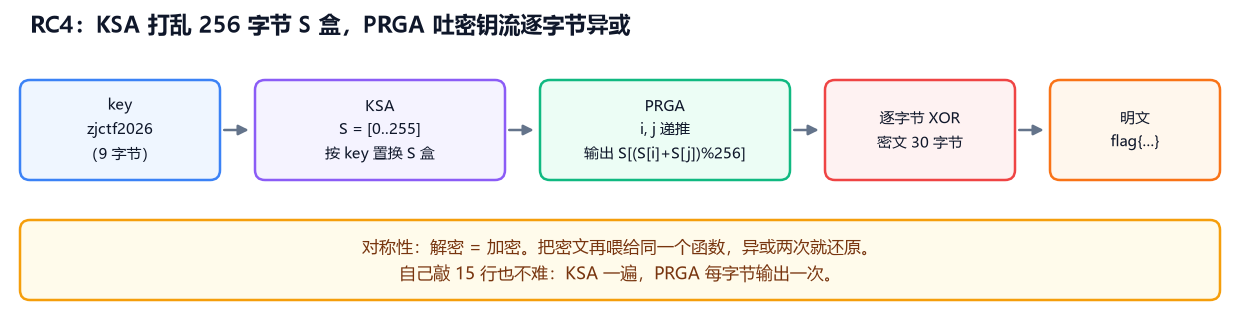 RC4：KSA 打乱 256 字节 S 盒，PRGA 吐密钥流逐字节异或
key
zjctf2026
（9 字节）
KSA
S = [0..255]
按 key 置换 S 盒
PRGA
i, j 递推
输出 S[(S[i]+S[j])%256]
逐字节 XOR
密文 30 字节
明文
flag{…}
对称性：解密 = 加密。把密文再喂给同一个函数，异或两次就还原。
自己敲 15 行也不难：KSA 一遍，PRGA 每字节输出一次。